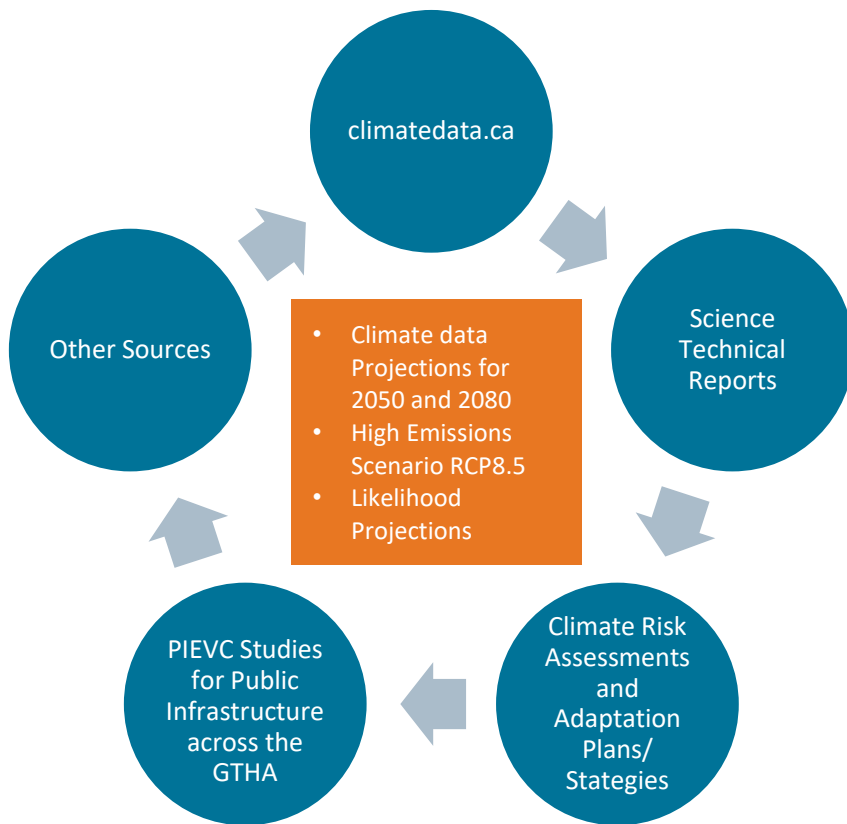 climatedata.ca
Science
Technical
Reports
Climate Risk
Assessments
and
Adaptation
Plans/
Stategies
PIEVC Studies
for Public
Infrastructure
across the
GTHA
Other Sources
• Climate data
Projections for
2050 and 2080
• High Emissions
Scenario RCP8.5
• Likelihood
Projections